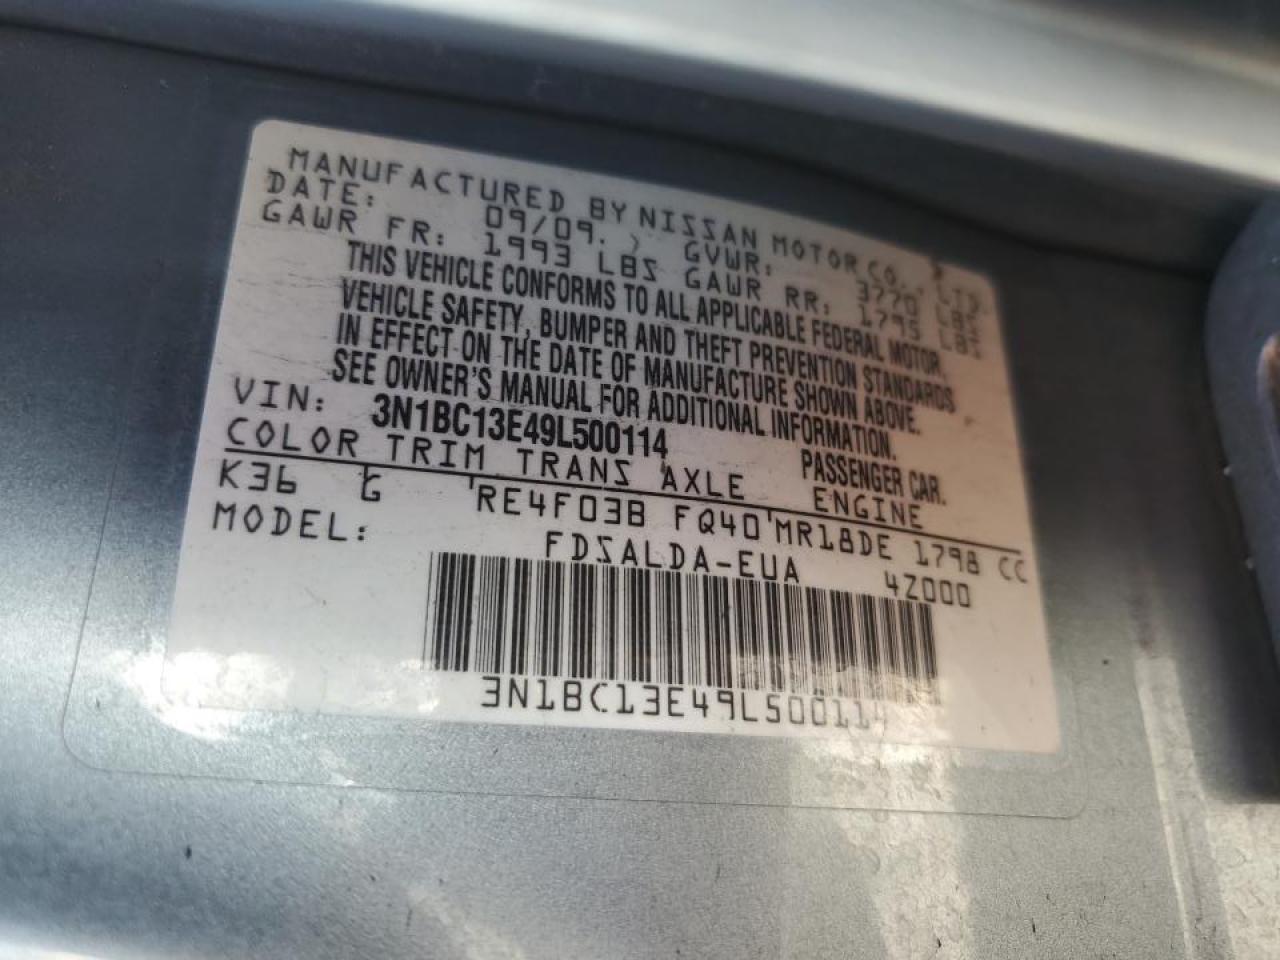 MANUFACTURED BY NISSAN MOTOR CO., LTD.
DATE: 09/09. GVWR: 3770 LBS
GAWR FR: 1993 LBS GAWR RR: 1795 LBS
THIS VEHICLE CONFORMS TO ALL APPLICABLE FEDERAL MOTOR
VEHICLE SAFETY, BUMPER AND THEFT PREVENTION STANDARDS
IN EFFECT ON THE DATE OF MANUFACTURE SHOWN ABOVE.
SEE OWNER'S MANUAL FOR ADDITIONAL INFORMATION.
VIN: 3N1BC13E49L500114 PASSENGER CAR.
COLOR TRIM TRANS AXLE ENGINE
K36 G RE4F03B FQ40 MR18DE 1798 CC
MODEL: FDSALDA-EUA 4Z000
3N1BC13E49L500114